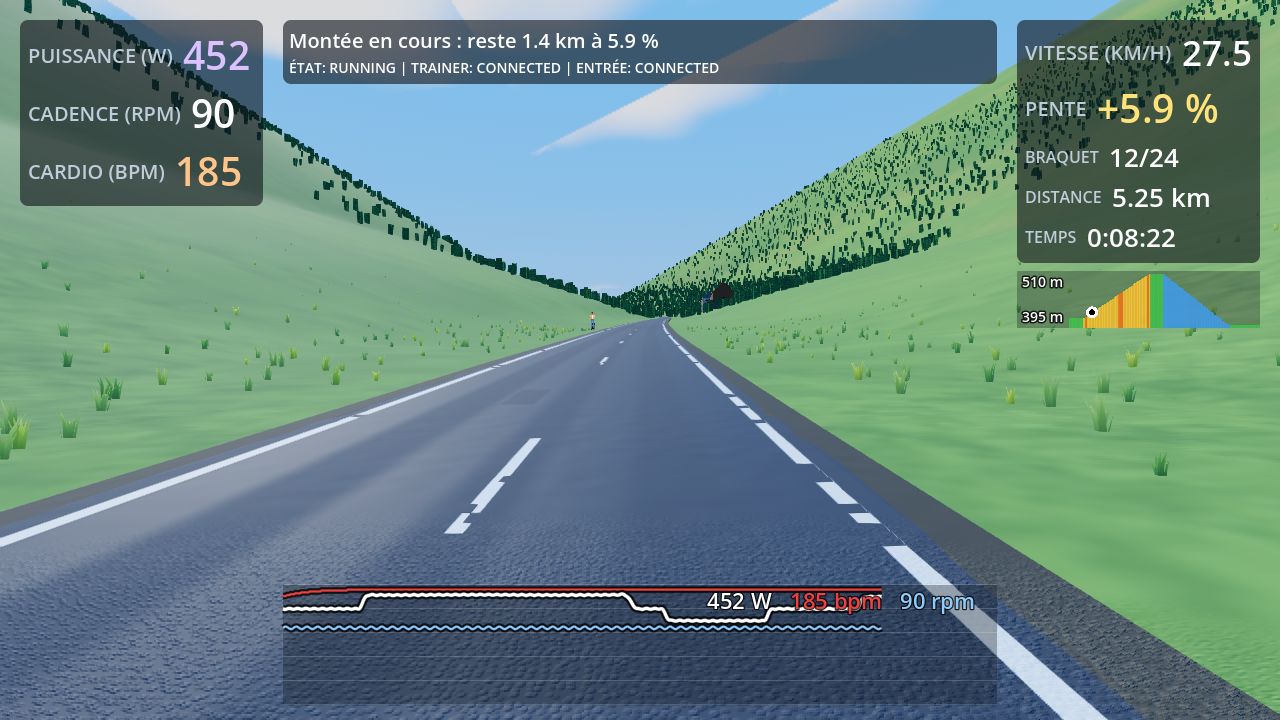 PUISSANCE (W) 452
CADENCE (RPM) 90
CARDIO (BPM) 185
Montée en cours : reste 1.4 km à 5.9 %
ÉTAT: RUNNING | TRAINER: CONNECTED | ENTRÉE: CONNECTED
VITESSE (KM/H) 27.5
PENTE +5.9 %
BRAQUET 12/24
DISTANCE 5.25 km
TEMPS 0:08:22
510 m
395 m
452 W 185 bpm 90 rpm